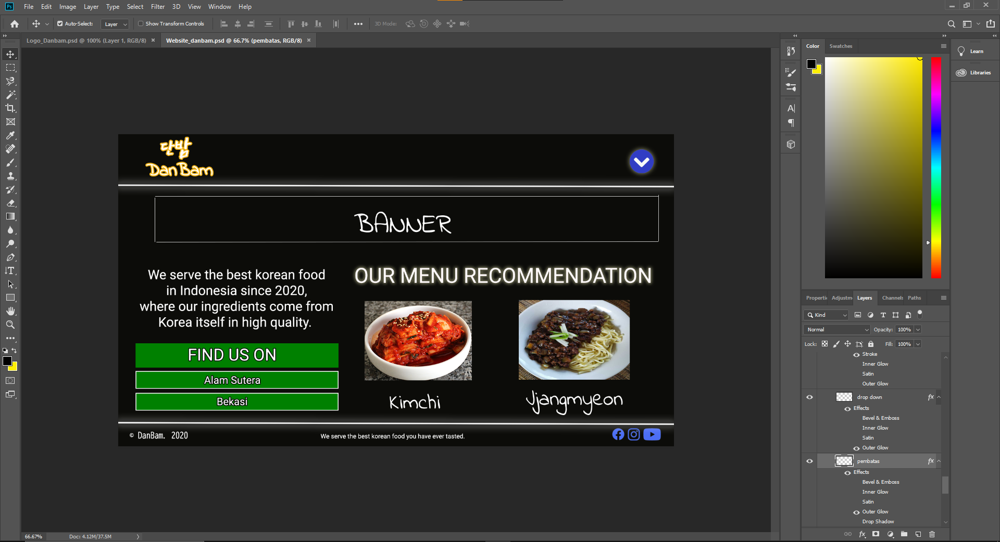 Ps File Edit Image Layer Type Select Filter 3D View Window Help
Auto-Select: Layer Show Transform Controls 3D Mode:
Logo_Danbam.psd @ 100% (Layer 1, RGB/8) × Website_danbam.psd @ 66.7% (pembatas, RGB/8) ×
단밤
DanBam
BANNER
We serve the best korean food
in Indonesia since 2020,
where our ingredients come from
Korea itself in high quality.
FIND US ON
Alam Sutera
Bekasi
OUR MENU RECOMMENDATION
Kimchi
Jjangmyeon
© DanBam. 2020
We serve the best korean food you have ever tasted.
66.67% Doc: 4.12M/37.5M
Color Swatches
Learn
Libraries
Properti Adjustm Layers Channels Paths
Kind
Normal Opacity: 100%
Lock: Fill: 100%
Stroke
Inner Glow
Satin
Outer Glow
drop down fx
Effects
Bevel & Emboss
Inner Glow
Satin
Outer Glow
pembatas fx
Effects
Bevel & Emboss
Inner Glow
Satin
Outer Glow
Drop Shadow
fx